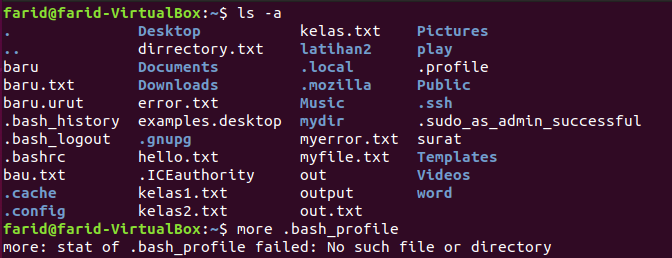 farid@farid-VirtualBox:~$ ls -a
. Desktop kelas.txt Pictures
.. dirrectory.txt latihan2 play
baru Documents .local .profile
baru.txt Downloads .mozilla Public
baru.urut error.txt Music .ssh
.bash_history examples.desktop mydir .sudo_as_admin_successful
.bash_logout .gnupg myerror.txt surat
.bashrc hello.txt myfile.txt Templates
bau.txt .ICEauthority out Videos
.cache kelas1.txt output word
.config kelas2.txt out.txt
farid@farid-VirtualBox:~$ more .bash_profile
more: stat of .bash_profile failed: No such file or directory